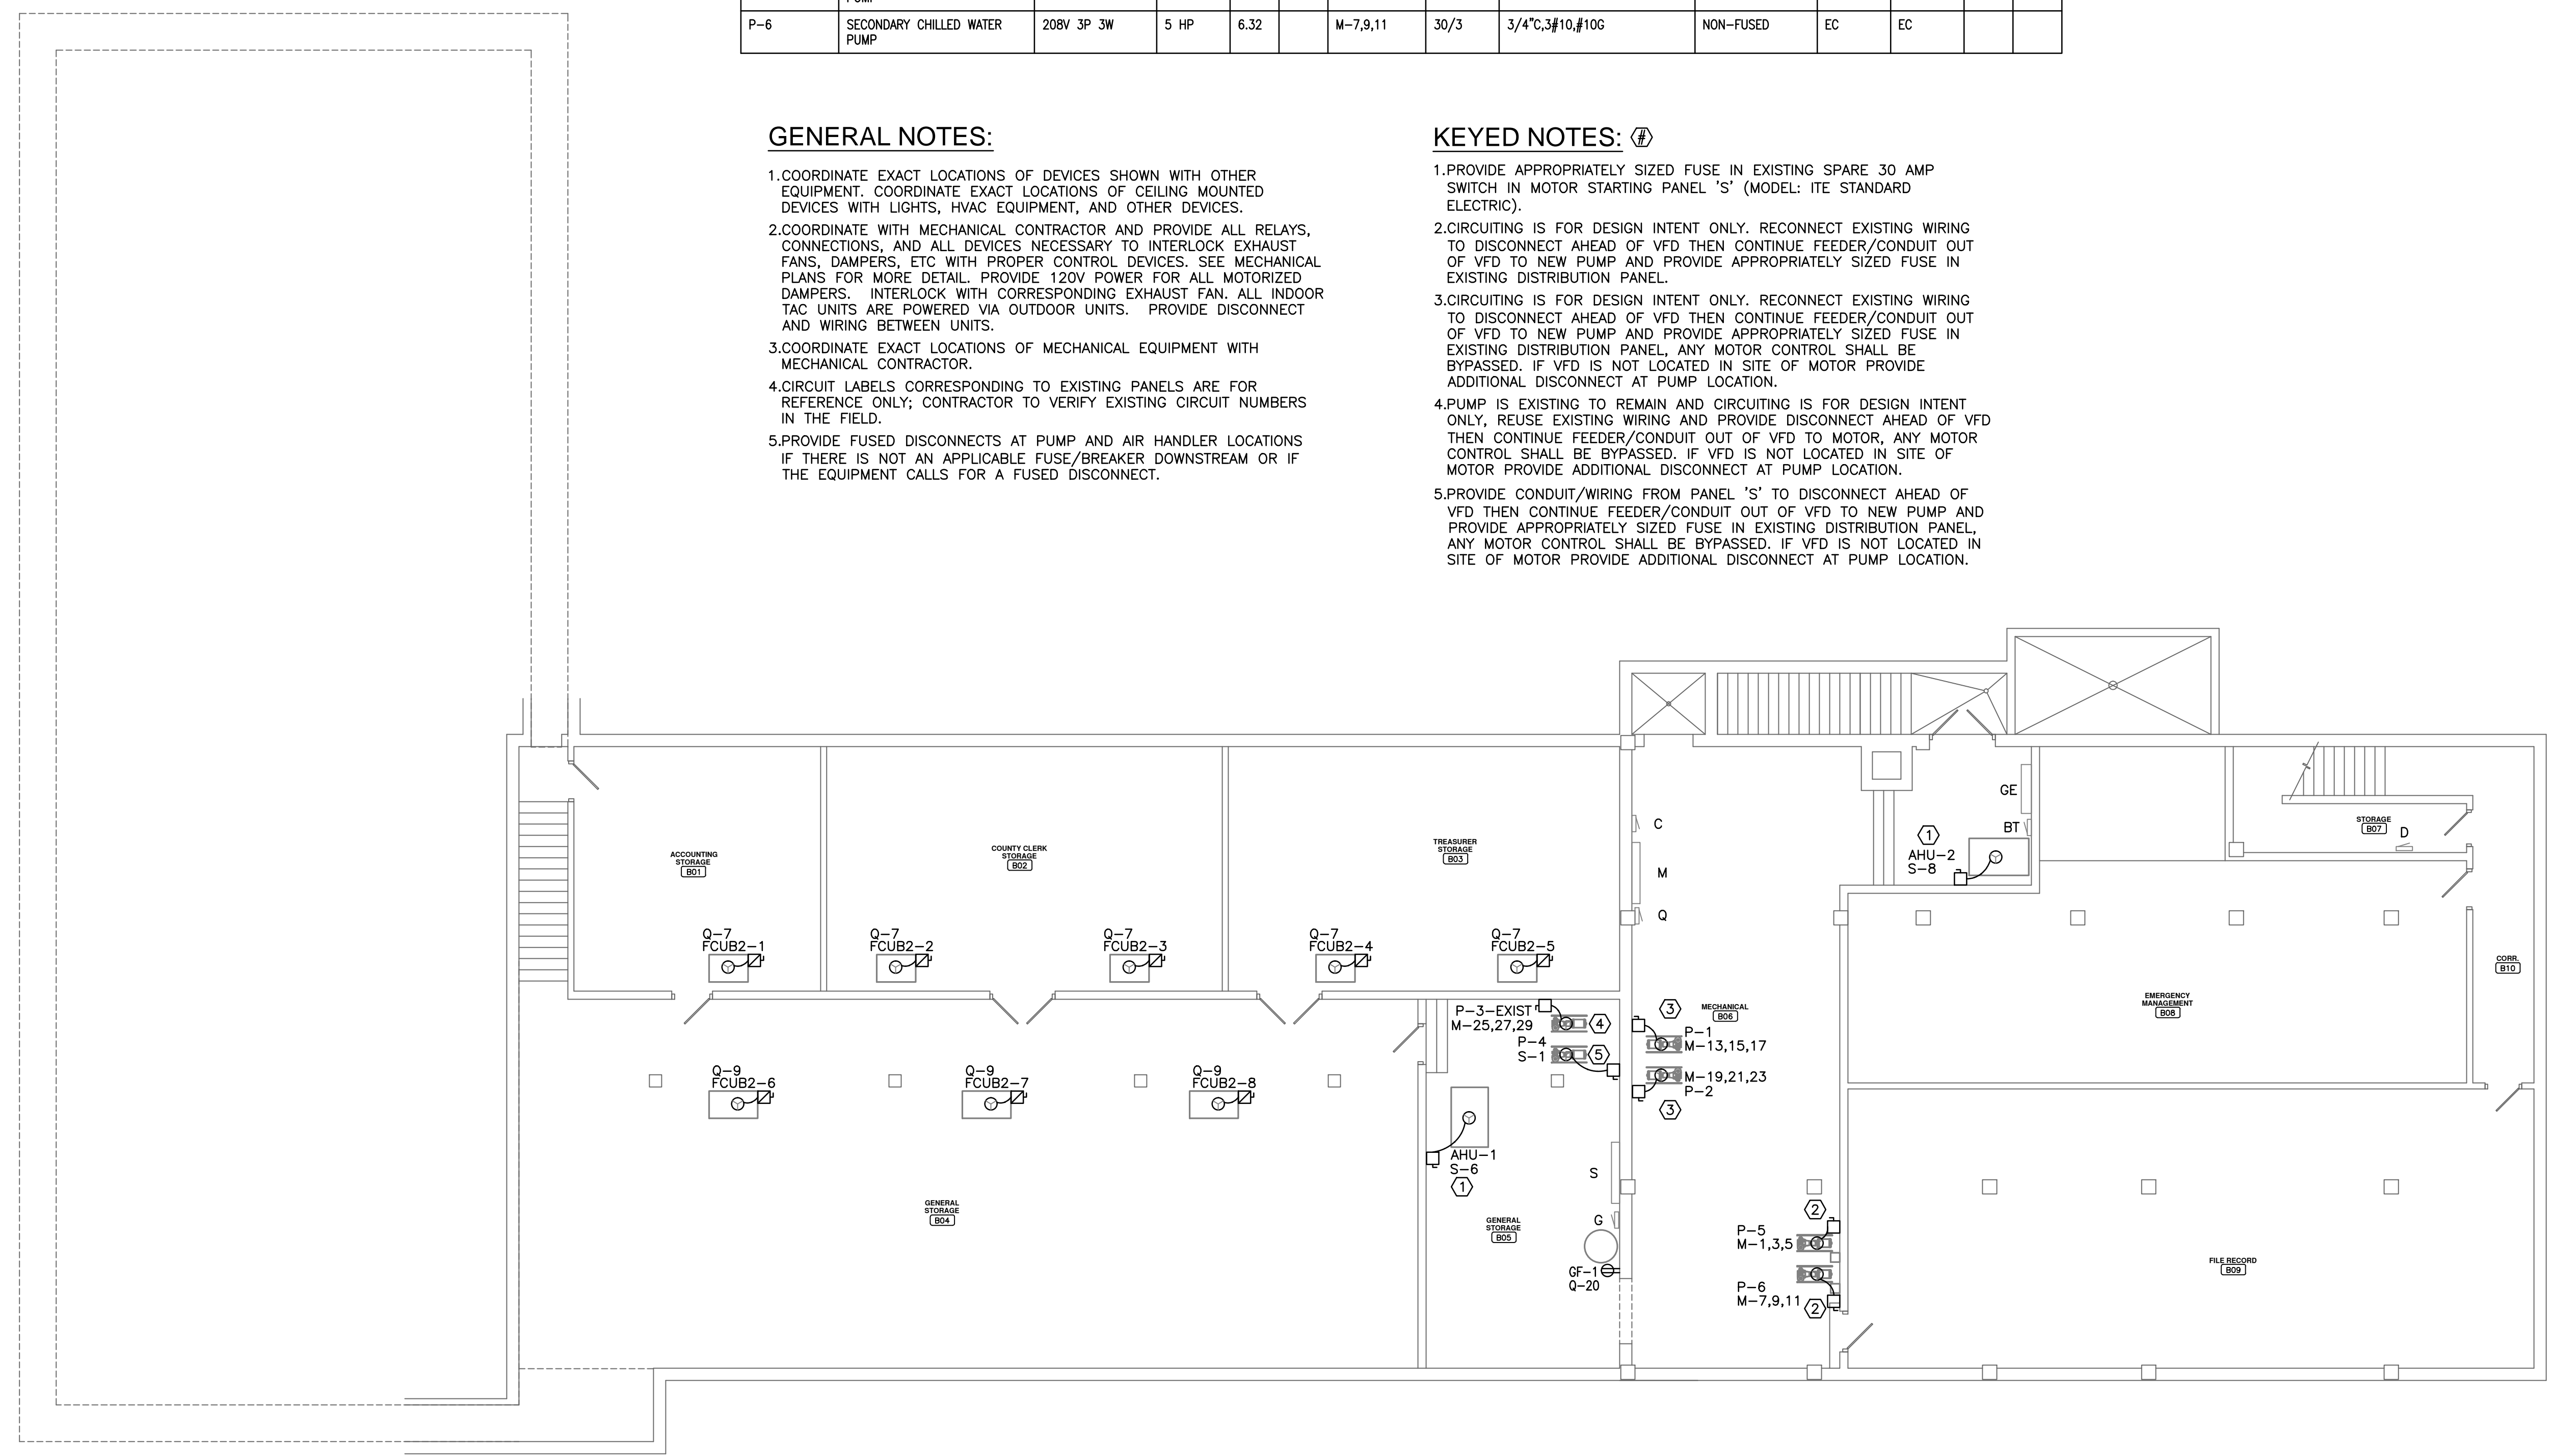 P-6 SECONDARY CHILLED WATER 208V 3P 3W 5 HP 6.32 M-7,9,11 30/3 3/4"C,3#10,#10G NON-FUSED EC EC
PUMP
GENERAL NOTES:
1.COORDINATE EXACT LOCATIONS OF DEVICES SHOWN WITH OTHER
EQUIPMENT. COORDINATE EXACT LOCATIONS OF CEILING MOUNTED
DEVICES WITH LIGHTS, HVAC EQUIPMENT, AND OTHER DEVICES.
2.COORDINATE WITH MECHANICAL CONTRACTOR AND PROVIDE ALL RELAYS,
CONNECTIONS, AND ALL DEVICES NECESSARY TO INTERLOCK EXHAUST
FANS, DAMPERS, ETC WITH PROPER CONTROL DEVICES. SEE MECHANICAL
PLANS FOR MORE DETAIL. PROVIDE 120V POWER FOR ALL MOTORIZED
DAMPERS. INTERLOCK WITH CORRESPONDING EXHAUST FAN. ALL INDOOR
TAC UNITS ARE POWERED VIA OUTDOOR UNITS. PROVIDE DISCONNECT
AND WIRING BETWEEN UNITS.
3.COORDINATE EXACT LOCATIONS OF MECHANICAL EQUIPMENT WITH
MECHANICAL CONTRACTOR.
4.CIRCUIT LABELS CORRESPONDING TO EXISTING PANELS ARE FOR
REFERENCE ONLY; CONTRACTOR TO VERIFY EXISTING CIRCUIT NUMBERS
IN THE FIELD.
5.PROVIDE FUSED DISCONNECTS AT PUMP AND AIR HANDLER LOCATIONS
IF THERE IS NOT AN APPLICABLE FUSE/BREAKER DOWNSTREAM OR IF
THE EQUIPMENT CALLS FOR A FUSED DISCONNECT.
KEYED NOTES: #
1.PROVIDE APPROPRIATELY SIZED FUSE IN EXISTING SPARE 30 AMP
SWITCH IN MOTOR STARTING PANEL 'S' (MODEL: ITE STANDARD
ELECTRIC).
2.CIRCUITING IS FOR DESIGN INTENT ONLY. RECONNECT EXISTING WIRING
TO DISCONNECT AHEAD OF VFD THEN CONTINUE FEEDER/CONDUIT OUT
OF VFD TO NEW PUMP AND PROVIDE APPROPRIATELY SIZED FUSE IN
EXISTING DISTRIBUTION PANEL.
3.CIRCUITING IS FOR DESIGN INTENT ONLY. RECONNECT EXISTING WIRING
TO DISCONNECT AHEAD OF VFD THEN CONTINUE FEEDER/CONDUIT OUT
OF VFD TO NEW PUMP AND PROVIDE APPROPRIATELY SIZED FUSE IN
EXISTING DISTRIBUTION PANEL, ANY MOTOR CONTROL SHALL BE
BYPASSED. IF VFD IS NOT LOCATED IN SITE OF MOTOR PROVIDE
ADDITIONAL DISCONNECT AT PUMP LOCATION.
4.PUMP IS EXISTING TO REMAIN AND CIRCUITING IS FOR DESIGN INTENT
ONLY, REUSE EXISTING WIRING AND PROVIDE DISCONNECT AHEAD OF VFD
THEN CONTINUE FEEDER/CONDUIT OUT OF VFD TO MOTOR, ANY MOTOR
CONTROL SHALL BE BYPASSED. IF VFD IS NOT LOCATED IN SITE OF
MOTOR PROVIDE ADDITIONAL DISCONNECT AT PUMP LOCATION.
5.PROVIDE CONDUIT/WIRING FROM PANEL 'S' TO DISCONNECT AHEAD OF
VFD THEN CONTINUE FEEDER/CONDUIT OUT OF VFD TO NEW PUMP AND
PROVIDE APPROPRIATELY SIZED FUSE IN EXISTING DISTRIBUTION PANEL,
ANY MOTOR CONTROL SHALL BE BYPASSED. IF VFD IS NOT LOCATED IN
SITE OF MOTOR PROVIDE ADDITIONAL DISCONNECT AT PUMP LOCATION.
ACCOUNTING
STORAGE
B01
COUNTY CLERK
STORAGE
B02
TREASURER
STORAGE
B03
C
M
Q
GE
BT
1
AHU-2
S-8
STORAGE
B07
D
Q-7
FCUB2-1
Q-7
FCUB2-2
Q-7
FCUB2-3
Q-7
FCUB2-4
Q-7
FCUB2-5
CORR.
B10
EMERGENCY
MANAGEMENT
B08
P-3-EXIST
M-25,27,29
4
P-4
S-1
5
3
MECHANICAL
B06
P-1
M-13,15,17
M-19,21,23
P-2
3
Q-9
FCUB2-6
Q-9
FCUB2-7
Q-9
FCUB2-8
AHU-1
S-6
1
S
G
GENERAL
STORAGE
B04
GENERAL
STORAGE
B05
GF-1
Q-20
2
P-5
M-1,3,5
P-6
M-7,9,11
2
FILE RECORD
B09